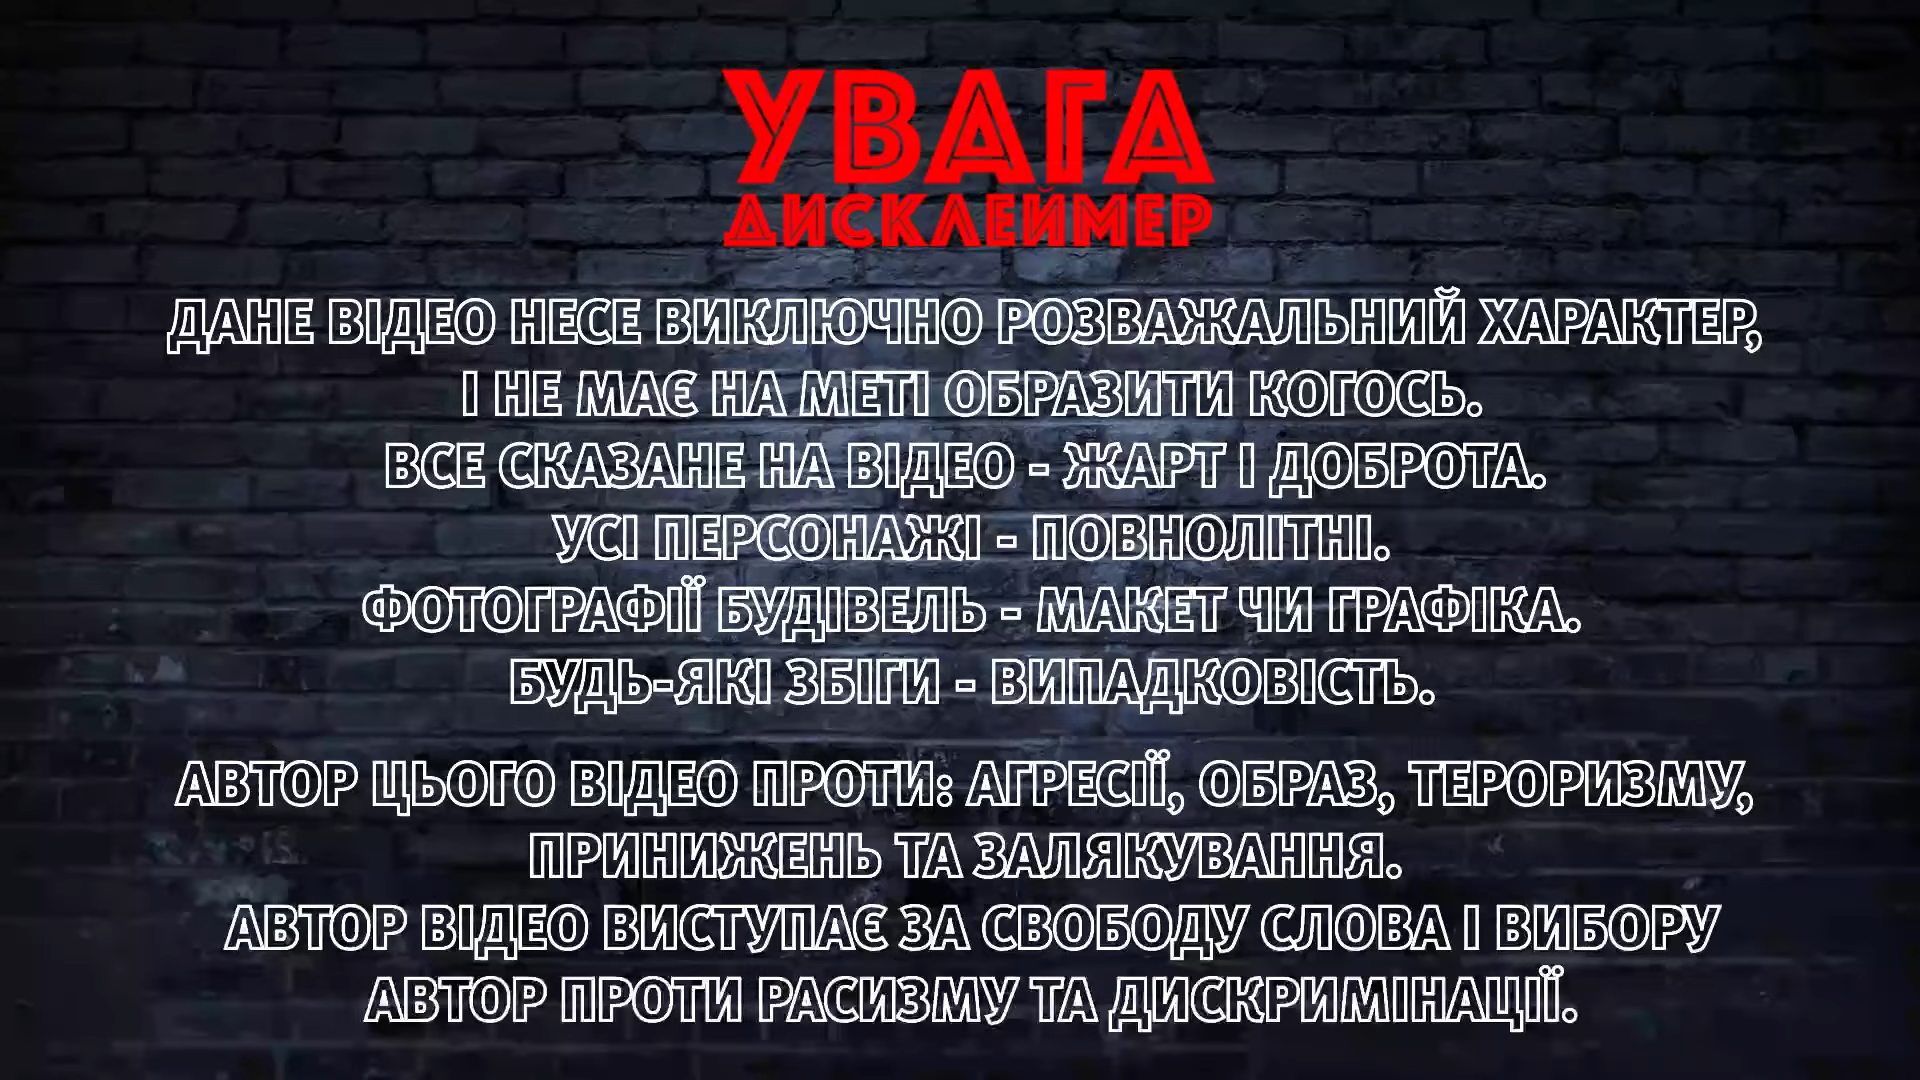 УВАГА
ДИСКЛЕЙМЕР
ДАНЕ ВІДЕО НЕСЕ ВИКЛЮЧНО РОЗВАЖАЛЬНИЙ ХАРАКТЕР,
І НЕ МАЄ НА МЕТІ ОБРАЗИТИ КОГОСЬ.
ВСЕ СКАЗАНЕ НА ВІДЕО - ЖАРТ І ДОБРОТА.
УСІ ПЕРСОНАЖІ - ПОВНОЛІТНІ.
ФОТОГРАФІЇ БУДІВЕЛЬ - МАКЕТ ЧИ ГРАФІКА.
БУДЬ-ЯКІ ЗБІГИ - ВИПАДКОВІСТЬ.
АВТОР ЦЬОГО ВІДЕО ПРОТИ: АГРЕСІЇ, ОБРАЗ, ТЕРОРИЗМУ,
ПРИНИЖЕНЬ ТА ЗАЛЯКУВАННЯ.
АВТОР ВІДЕО ВИСТУПАЄ ЗА СВОБОДУ СЛОВА І ВИБОРУ
АВТОР ПРОТИ РАСИЗМУ ТА ДИСКРИМІНАЦІЇ.